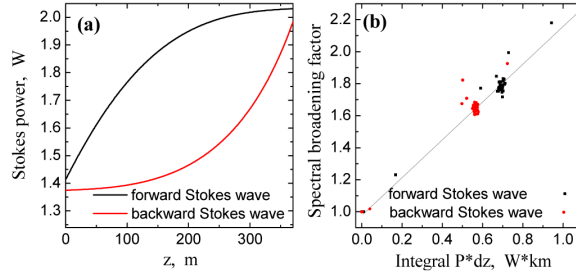 (a)
Stokes power, W
2.0
1.9
1.8
1.7
1.6
1.5
1.4
1.3
forward Stokes wave
backward Stokes wave
0 100 200 300
z, m
(b)
Spectral broadening factor
2.2
2.0
1.8
1.6
1.4
1.2
1.0
forward Stokes wave
backward Stokes wave
0.0 0.2 0.4 0.6 0.8 1.0
Integral P*dz, W*km